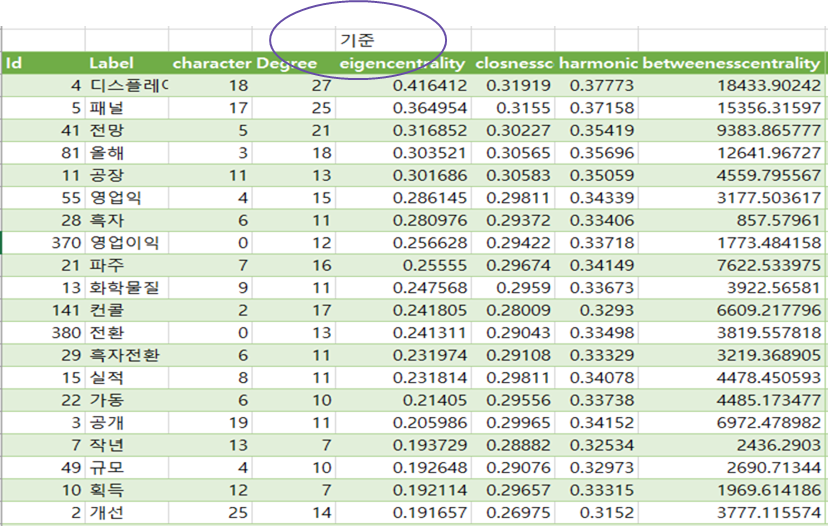 기준
Id Label character Degree eigencentrality closnessc harmonic betweenesscentrality
4 디스플레이 18 27 0.416412 0.31919 0.37773 18433.90242
5 패널 17 25 0.364954 0.3155 0.37158 15356.31597
41 전망 5 21 0.316852 0.30227 0.35419 9383.865777
81 올해 3 18 0.303521 0.30565 0.35696 12641.96727
11 공장 11 13 0.301686 0.30583 0.35059 4559.795567
55 영업익 4 15 0.286145 0.29811 0.34339 3177.503617
28 흑자 6 11 0.280976 0.29372 0.33406 857.57961
370 영업이익 0 12 0.256628 0.29422 0.33718 1773.484158
21 파주 7 16 0.25555 0.29674 0.34149 7622.533975
13 화학물질 9 11 0.247568 0.2959 0.33673 3922.56581
141 컨콜 2 17 0.241805 0.28009 0.3293 6609.217796
380 전환 0 13 0.241311 0.29043 0.33498 3819.557818
29 흑자전환 6 11 0.231974 0.29108 0.33329 3219.368905
15 실적 8 11 0.231814 0.29811 0.34078 4478.450593
22 가동 6 10 0.21405 0.29556 0.33738 4485.173477
3 공개 19 11 0.205986 0.29965 0.34152 6972.478982
7 작년 13 7 0.193729 0.28882 0.32534 2436.2903
49 규모 4 10 0.192648 0.29076 0.32973 2690.71344
10 획득 12 7 0.192114 0.29657 0.33315 1969.614186
2 개선 25 14 0.191657 0.26975 0.3152 3777.115574